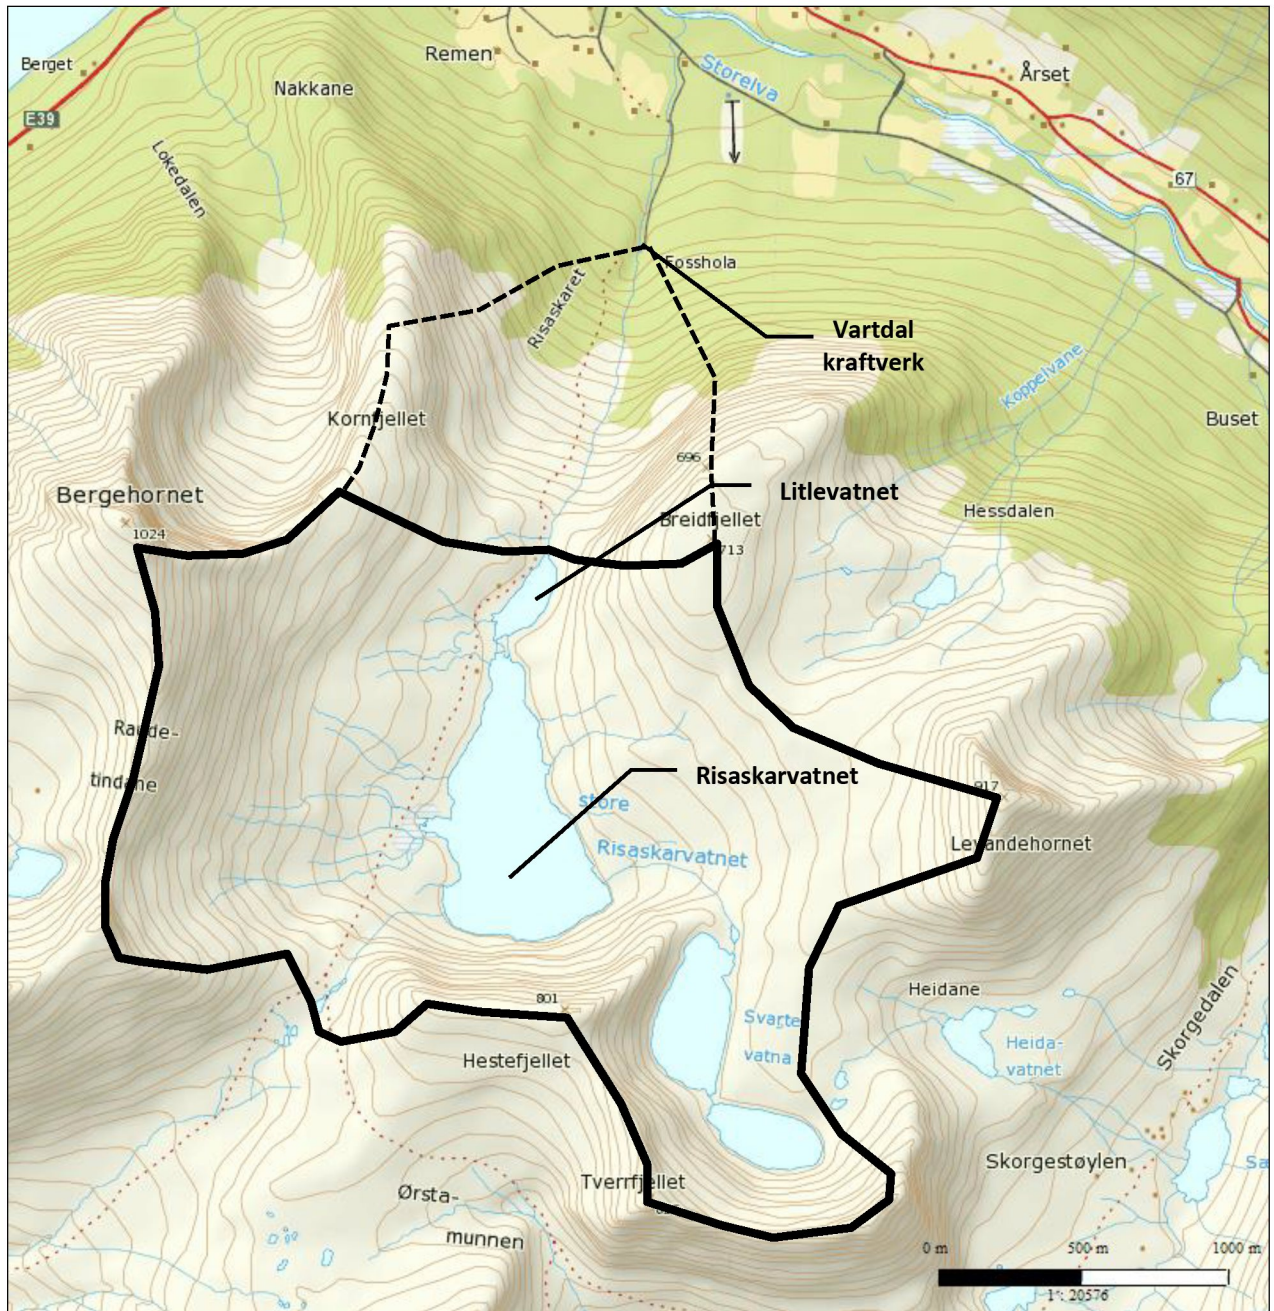 Berget
Remen
Storelva
Årset
Nakkane
E39
Lokedalen
67
Fosshola
Risaskaret
Vartdal
kraftverk
Koppelvane
Kornfjellet
Buset
696
Bergehornet
Litlevatnet
Breidfjellet
Hessdalen
1024
713
Raude-
tindane
Risaskarvatnet
917
store
Risaskarvatnet
Levandehornet
Heidane
801
Svarte
vatna
Skorgedalen
Heida-
vatnet
Hestefjellet
Skorgestøylen
Tverrfjellet
Ørsta-
munnen
0 m 500 m 1000 m
1 : 20576